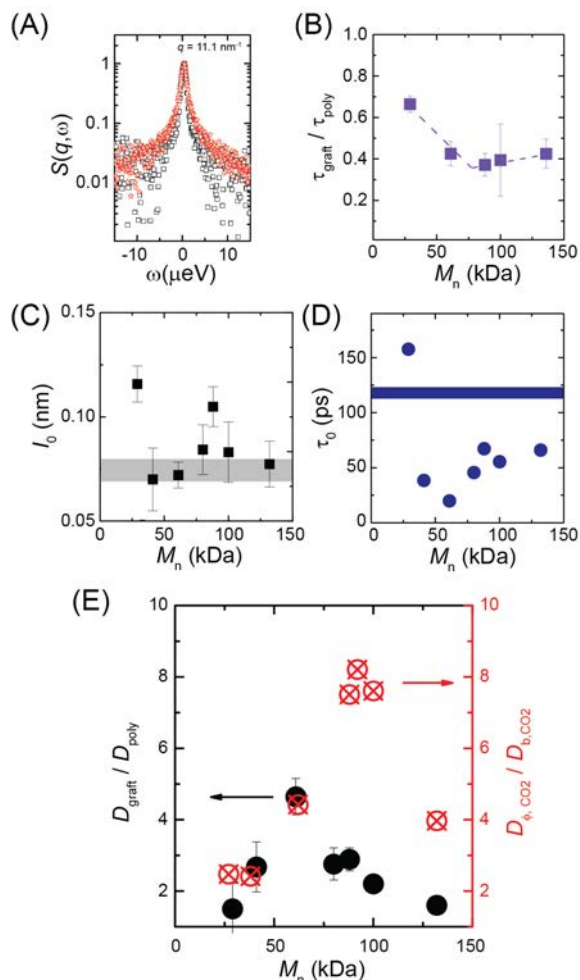 (A)
q = 11.1 nm⁻¹
S(q,ω)
1
0.1
0.01
-10 0 10
ω(μeV)
(B)
τgraft / τpoly
1.0
0.8
0.6
0.4
0.2
0 50 100 150
Mn (kDa)
(C)
l0 (nm)
0.15
0.10
0.05
0 50 100 150
Mn (kDa)
(D)
τ0 (ps)
150
100
50
0
0 50 100 150
Mn (kDa)
(E)
Dgraft / Dpoly
10
8
6
4
2
0 50 100 150
Mn (kDa)
10
8
6
4
2
Dϕ, CO2 / Db,CO2